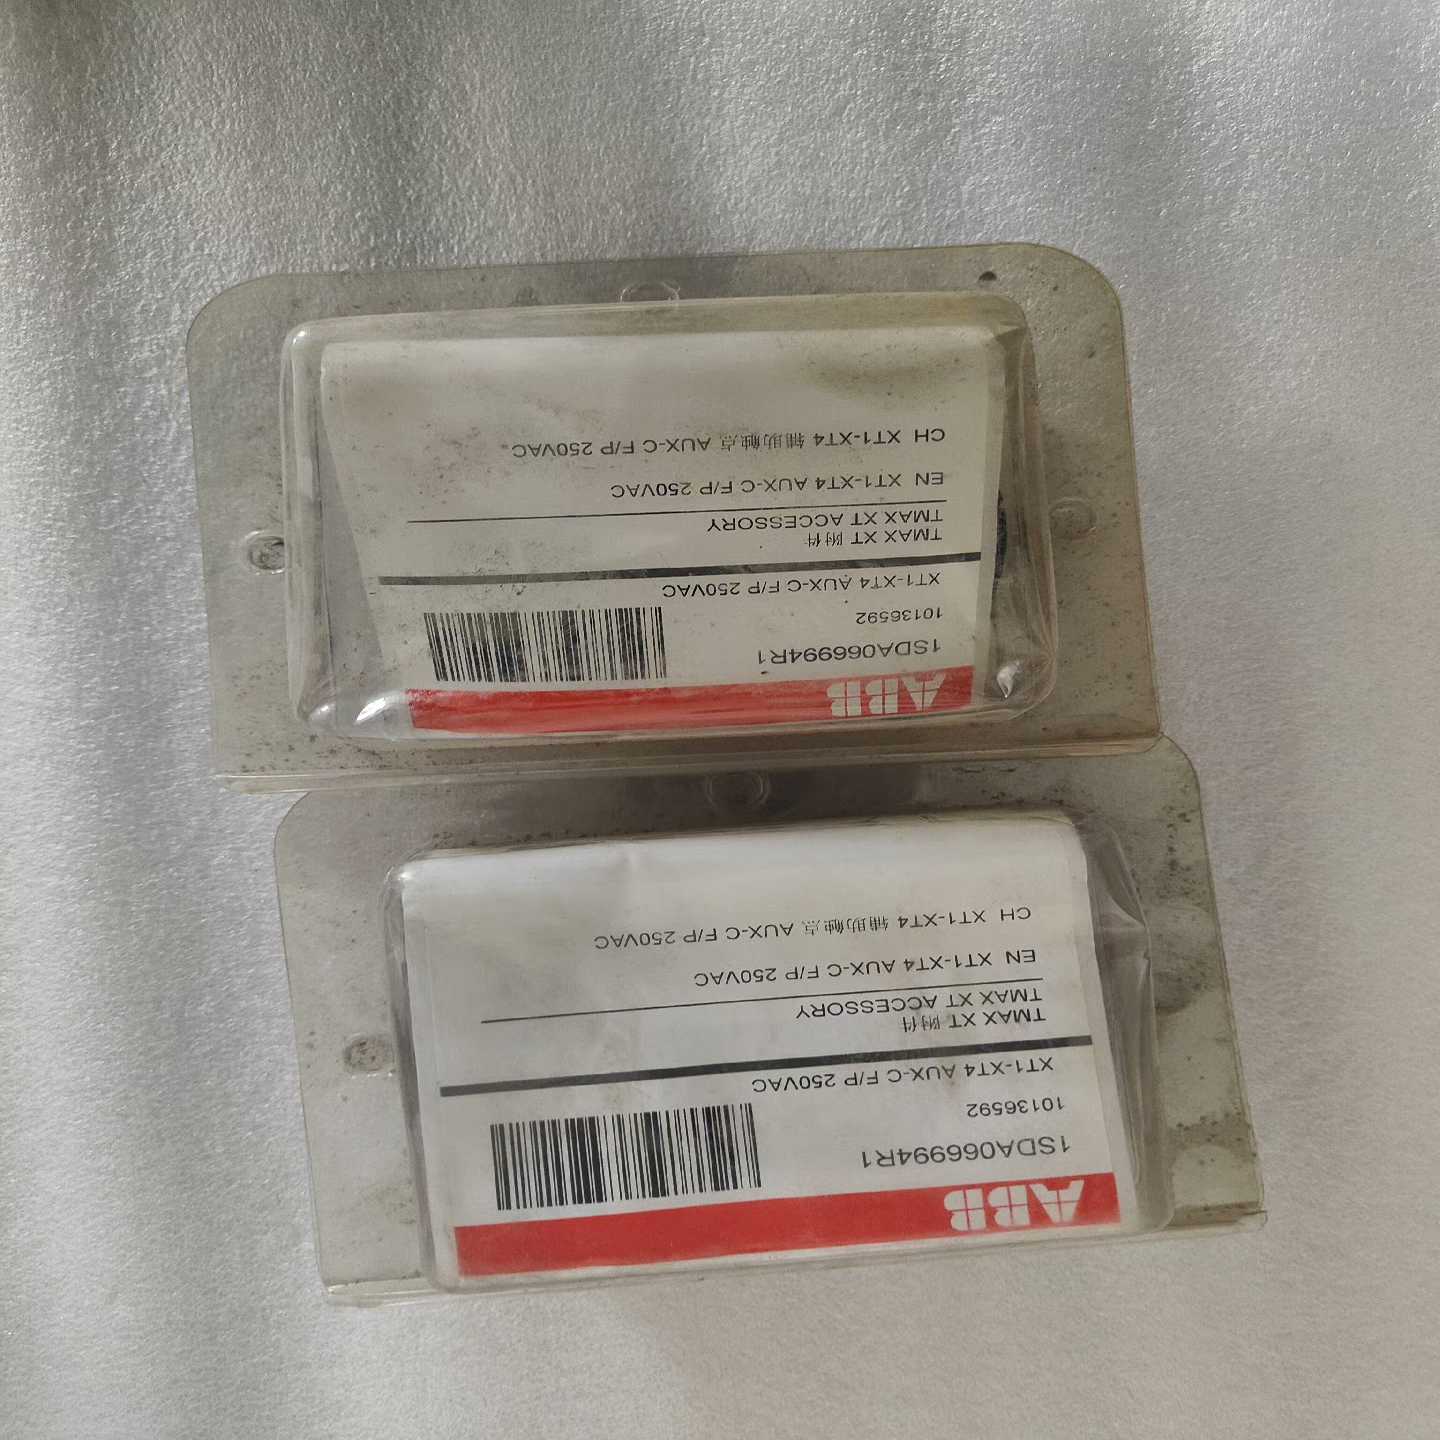 ABB
1SDA066994R1
10136592
XT1-XT4 AUX-C F/P 250VAC
TMAX XT 附件
TMAX XT ACCESSORY
EN XT1-XT4 AUX-C F/P 250VAC
CH XT1-XT4 辅助触点 AUX-C F/P 250VAC
ABB
1SDA066994R1
10136592
XT1-XT4 AUX-C F/P 250VAC
TMAX XT 附件
TMAX XT ACCESSORY
EN XT1-XT4 AUX-C F/P 250VAC
CH XT1-XT4 辅助触点 AUX-C F/P 250VAC